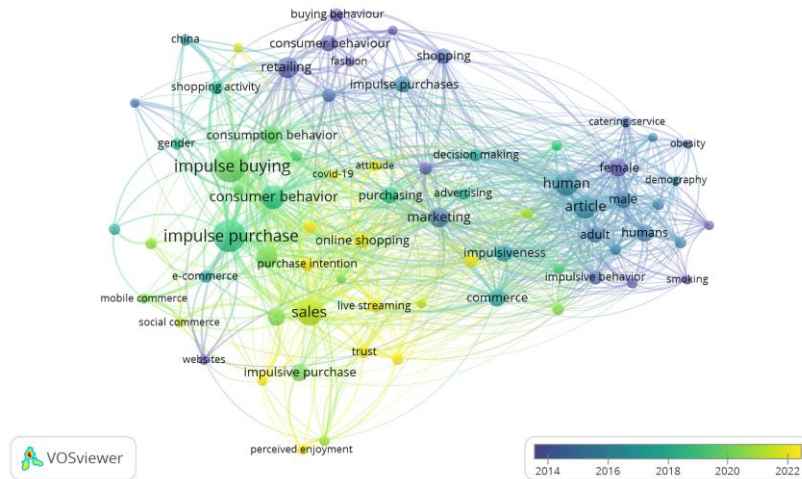 buying behaviour
china
consumer behaviour
shopping
fashion
retailing
shopping activity
impulse purchases
catering service
gender
consumption behavior
obesity
decision making
impulse buying
covid-19
attitude
female
demography
human
consumer behavior
purchasing
advertising
male
article
marketing
impulse purchase
online shopping
adult
humans
impulsiveness
purchase intention
e-commerce
impulsive behavior
smoking
mobile commerce
commerce
live streaming
sales
social commerce
trust
websites
impulsive purchase
perceived enjoyment
VOSviewer
2014 2016 2018 2020 2022